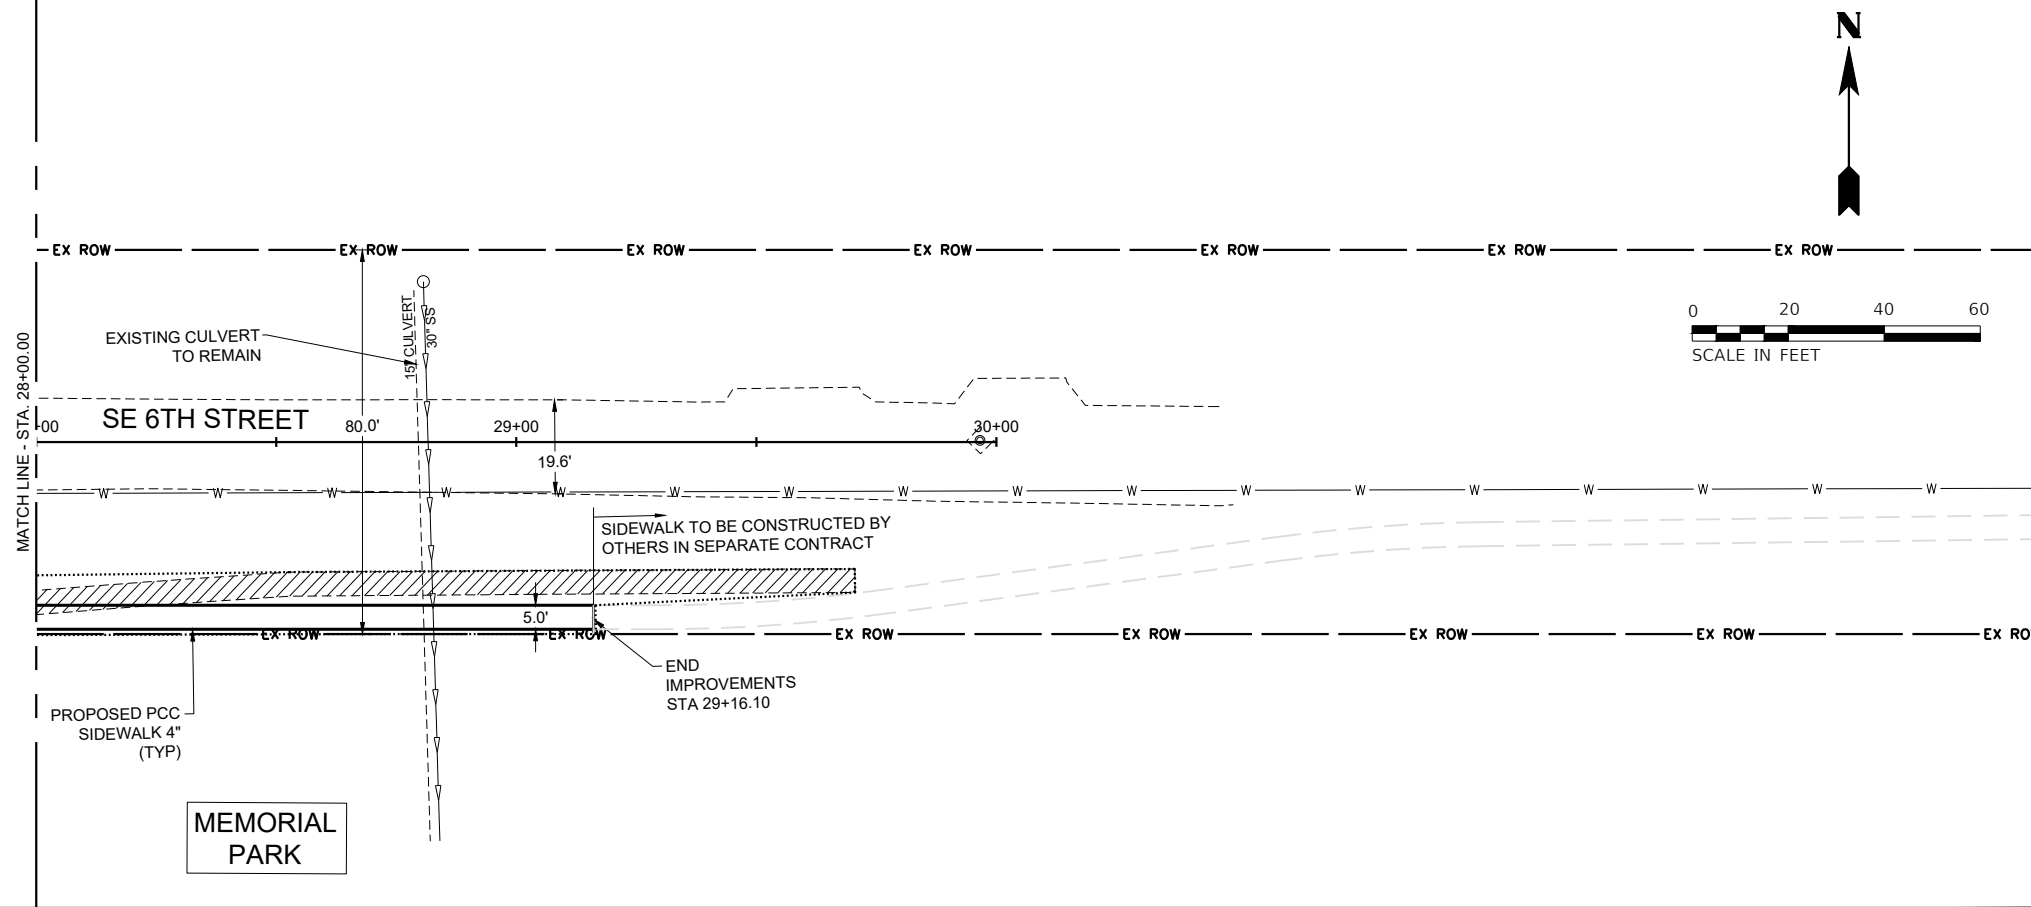 N
EX ROW EX ROW EX ROW EX ROW EX ROW EX ROW EX ROW
0 20 40 60
SCALE IN FEET
EXISTING CULVERT
TO REMAIN
15" CULVERT
30" SS
MATCH LINE - STA. 28+00.00
SE 6TH STREET
+00 80.0' 29+00 30+00
19.6'
W W W W W W W W W W W W W W W W W
SIDEWALK TO BE CONSTRUCTED BY
OTHERS IN SEPARATE CONTRACT
5.0'
EX ROW EX ROW EX ROW EX ROW EX ROW EX ROW EX RO
END
IMPROVEMENTS
STA 29+16.10
PROPOSED PCC
SIDEWALK 4"
(TYP)
MEMORIAL
PARK